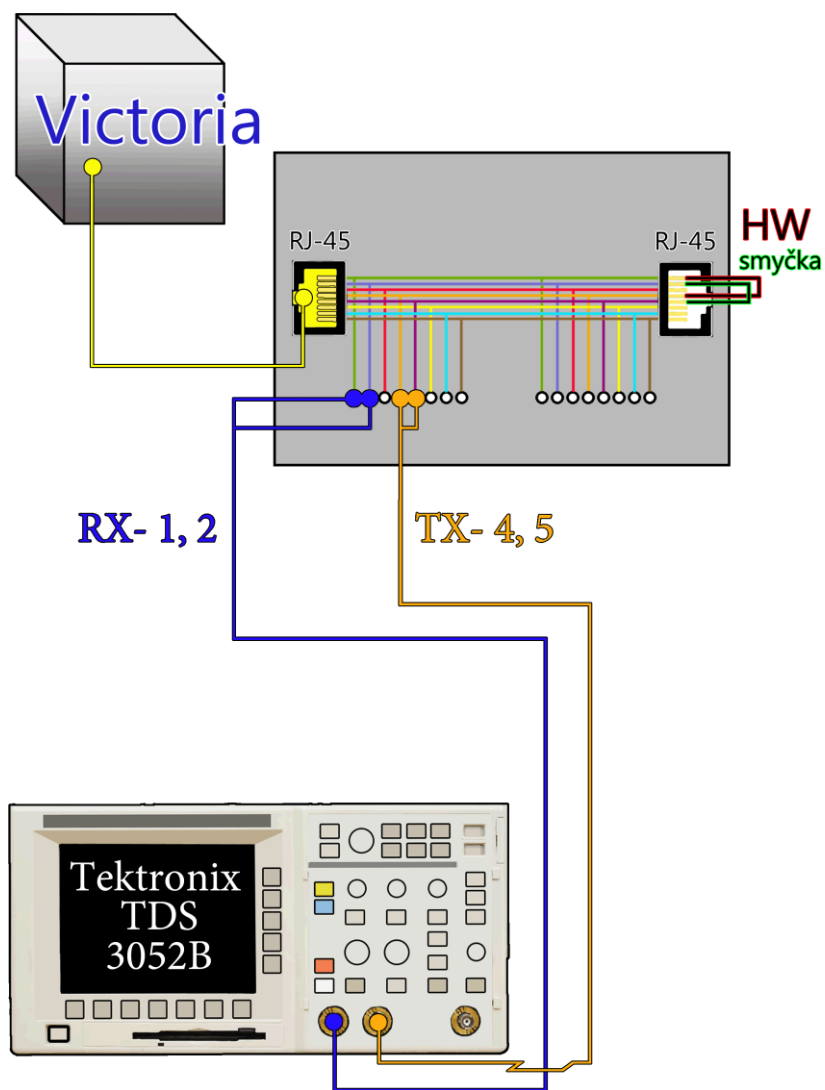 Victoria
RJ-45
RJ-45
HW
smyčka
RX- 1, 2
TX- 4, 5
Tektronix
TDS
3052B